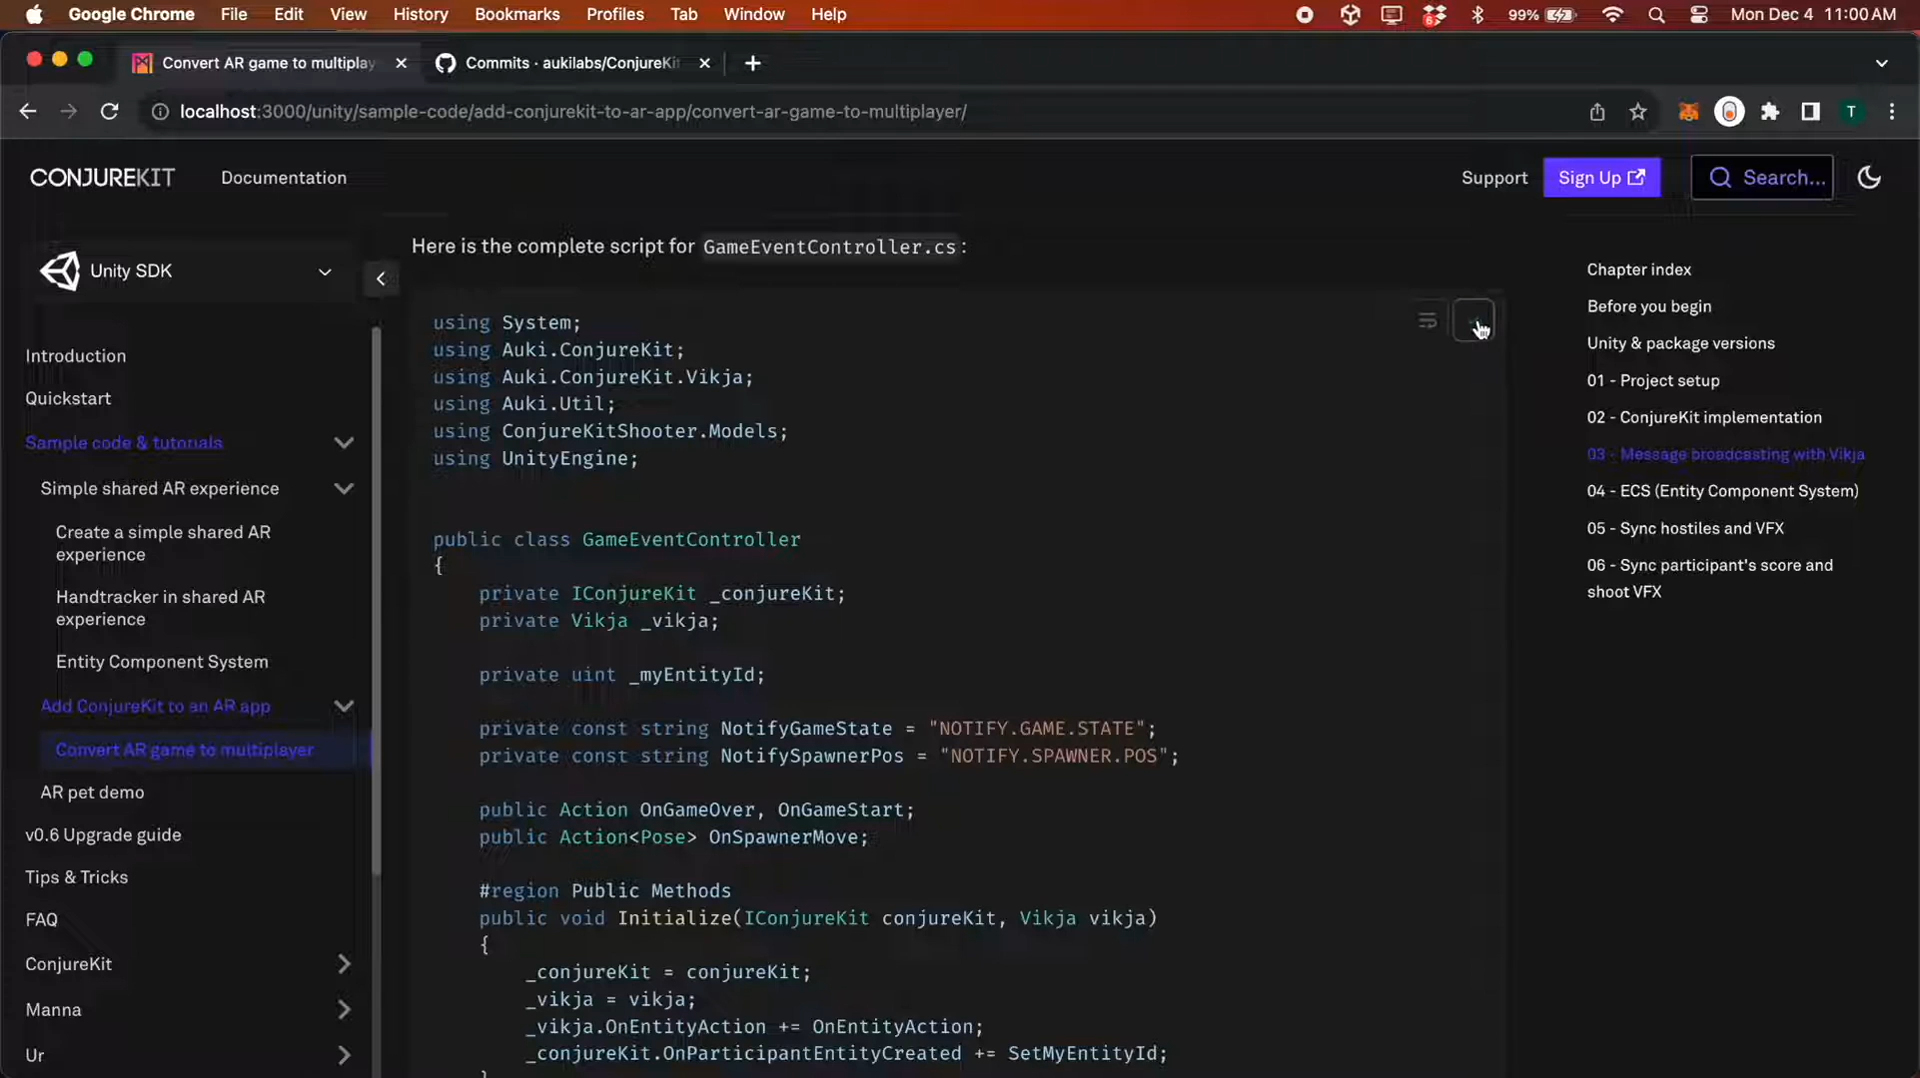 Google Chrome File Edit View History Bookmarks Profiles Tab Window Help 6 99% Mon Dec 4 11:00 AM
Convert AR game to multiplay Commits · aukilabs/ConjureKi
localhost:3000/unity/sample-code/add-conjurekit-to-ar-app/convert-ar-game-to-multiplayer/ T
CONJUREKIT Documentation Support Sign Up Search...
Unity SDK
Introduction
Quickstart
Sample code & tutorials
Simple shared AR experience
Create a simple shared AR
experience
Handtracker in shared AR
experience
Entity Component System
Add ConjureKit to an AR app
Convert AR game to multiplayer
AR pet demo
v0.6 Upgrade guide
Tips & Tricks
FAQ
ConjureKit
Manna
Ur
Here is the complete script for GameEventController.cs:
using System;
using Auki.ConjureKit;
using Auki.ConjureKit.Vikja;
using Auki.Util;
using ConjureKitShooter.Models;
using UnityEngine;
public class GameEventController
{
private IConjureKit _conjureKit;
private Vikja _vikja;
private uint _myEntityId;
private const string NotifyGameState = "NOTIFY.GAME.STATE";
private const string NotifySpawnerPos = "NOTIFY.SPAWNER.POS";
public Action OnGameOver, OnGameStart;
public Action<Pose> OnSpawnerMove;
#region Public Methods
public void Initialize(IConjureKit conjureKit, Vikja vikja)
{
_conjureKit = conjureKit;
_vikja = vikja;
_vikja.OnEntityAction += OnEntityAction;
_conjureKit.OnParticipantEntityCreated += SetMyEntityId;
}
Chapter index
Before you begin
Unity & package versions
01 - Project setup
02 - ConjureKit implementation
03 - Message broadcasting with Vikja
04 - ECS (Entity Component System)
05 - Sync hostiles and VFX
06 - Sync participant's score and
shoot VFX